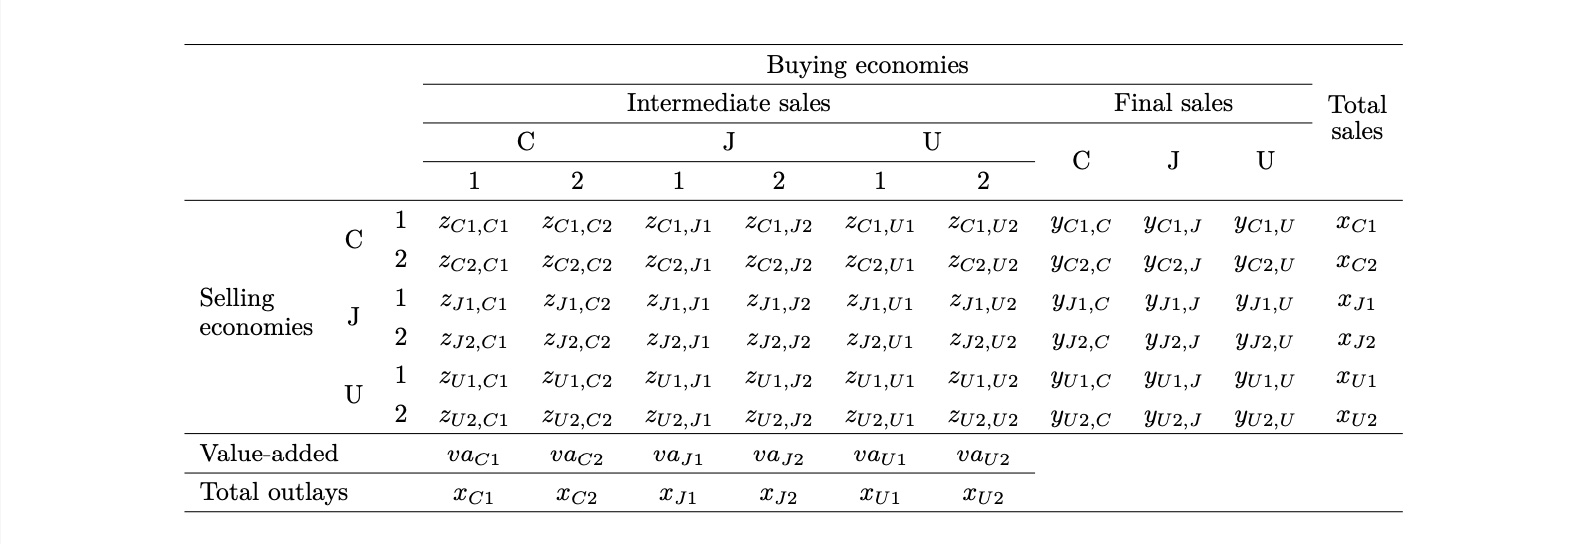 Buying economies
Intermediate sales Final sales Total sales
C J U C J U
1 2 1 2 1 2
Selling economies
C 1 z_{C1,C1} z_{C1,C2} z_{C1,J1} z_{C1,J2} z_{C1,U1} z_{C1,U2} y_{C1,C} y_{C1,J} y_{C1,U} x_{C1}
2 z_{C2,C1} z_{C2,C2} z_{C2,J1} z_{C2,J2} z_{C2,U1} z_{C2,U2} y_{C2,C} y_{C2,J} y_{C2,U} x_{C2}
J 1 z_{J1,C1} z_{J1,C2} z_{J1,J1} z_{J1,J2} z_{J1,U1} z_{J1,U2} y_{J1,C} y_{J1,J} y_{J1,U} x_{J1}
2 z_{J2,C1} z_{J2,C2} z_{J2,J1} z_{J2,J2} z_{J2,U1} z_{J2,U2} y_{J2,C} y_{J2,J} y_{J2,U} x_{J2}
U 1 z_{U1,C1} z_{U1,C2} z_{U1,J1} z_{U1,J2} z_{U1,U1} z_{U1,U2} y_{U1,C} y_{U1,J} y_{U1,U} x_{U1}
2 z_{U2,C1} z_{U2,C2} z_{U2,J1} z_{U2,J2} z_{U2,U1} z_{U2,U2} y_{U2,C} y_{U2,J} y_{U2,U} x_{U2}
Value-added va_{C1} va_{C2} va_{J1} va_{J2} va_{U1} va_{U2}
Total outlays x_{C1} x_{C2} x_{J1} x_{J2} x_{U1} x_{U2}